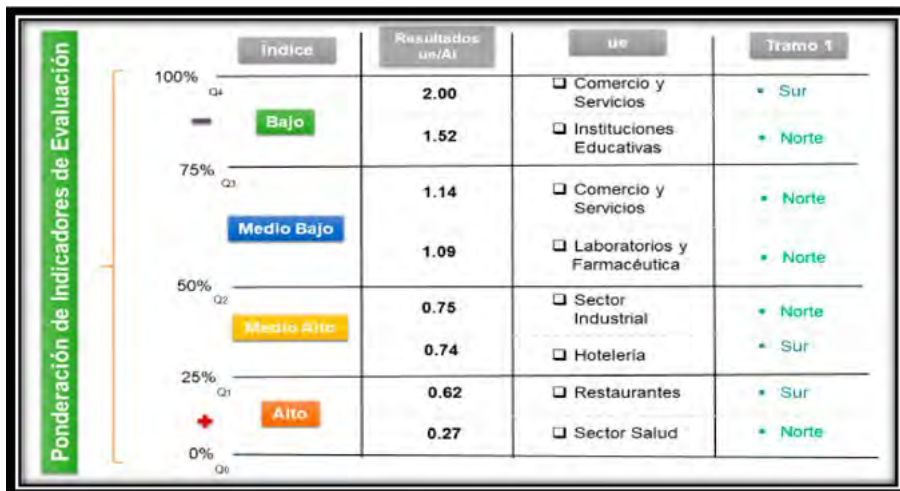 Ponderación de Indicadores de Evaluación
Índice
Resultados
ue/AI
ue
Tramo 1
100%
Q4
Bajo
2.00
❑ Comercio y
Servicios
• Sur
1.52
❑ Instituciones
Educativas
• Norte
75%
Q3
Medio Bajo
1.14
❑ Comercio y
Servicios
• Norte
1.09
❑ Laboratorios y
Farmacéutica
• Norte
50%
Q2
Medio Alto
0.75
❑ Sector
Industrial
• Norte
0.74
❑ Hotelería
• Sur
25%
Q1
Alto
0.62
❑ Restaurantes
• Sur
0.27
❑ Sector Salud
• Norte
0%
Q0